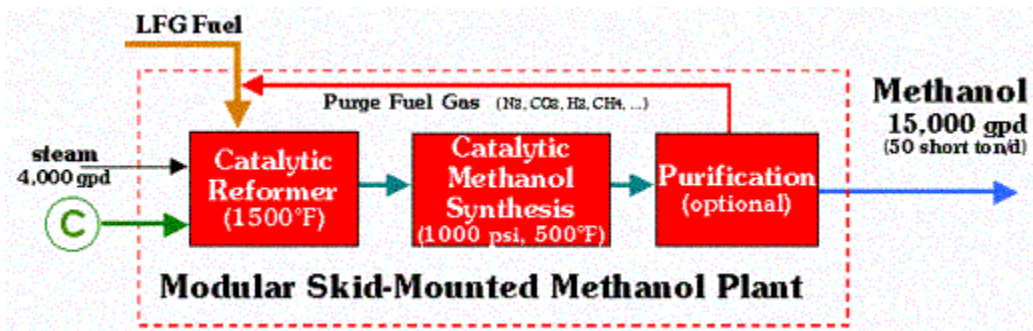 LFG Fuel
Purge Fuel Gas (N2, CO2, H2, CH4, ...)
Methanol
15,000 gpd
(50 short ton/d)
steam
4,000 gpd
C
Catalytic
Reformer
(1500°F)
Catalytic
Methanol
Synthesis
(1000 psi, 500°F)
Purification
(optional)
Modular Skid-Mounted Methanol Plant